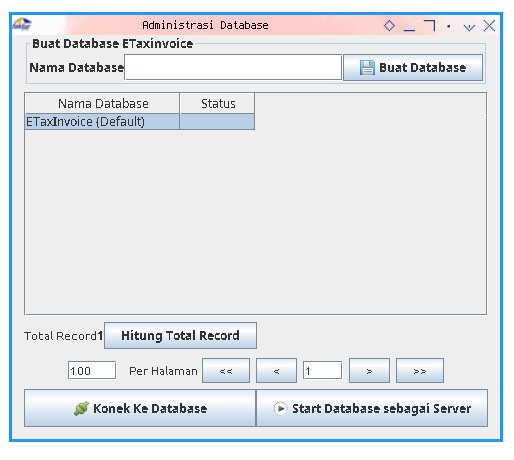 Administrasi Database
Buat Database ETaxinvoice
Nama Database Buat Database
Nama Database Status
ETaxInvoice (Default)
Total Record1 Hitung Total Record
100 Per Halaman << < 1 > >>
Konek Ke Database Start Database sebagai Server